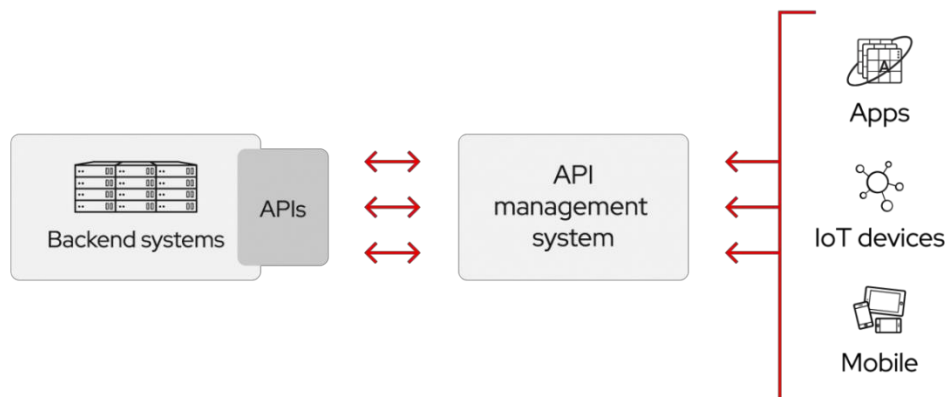 Backend systems
APIs
API
management
system
A
Apps
IoT devices
Mobile